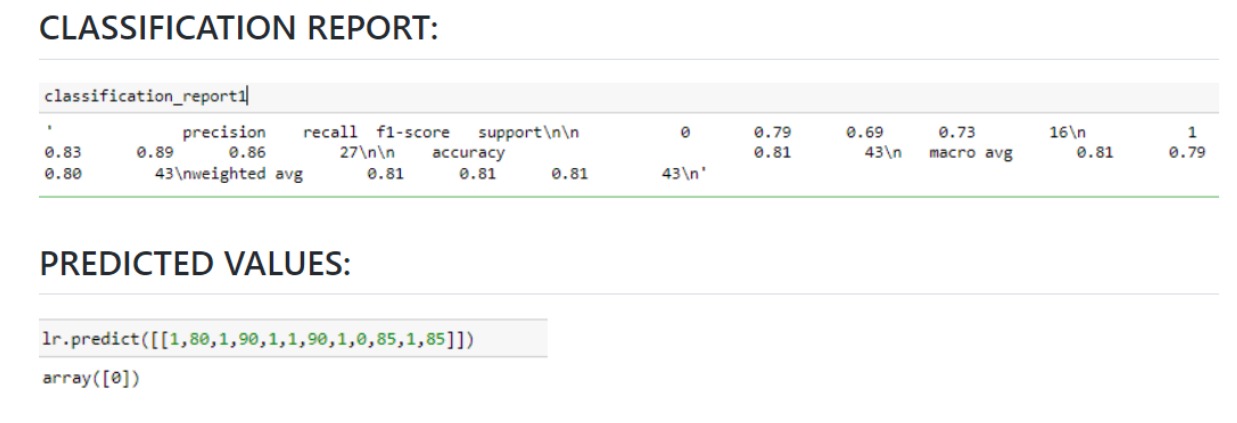 CLASSIFICATION REPORT:
classification_report1
' precision recall f1-score support\n\n 0 0.79 0.69 0.73 16\n 1
0.83 0.89 0.86 27\n\n accuracy 0.81 43\n macro avg 0.81 0.79
0.80 43\nweighted avg 0.81 0.81 0.81 43\n'
PREDICTED VALUES:
lr.predict([[1,80,1,90,1,1,90,1,0,85,1,85]])
array([0])